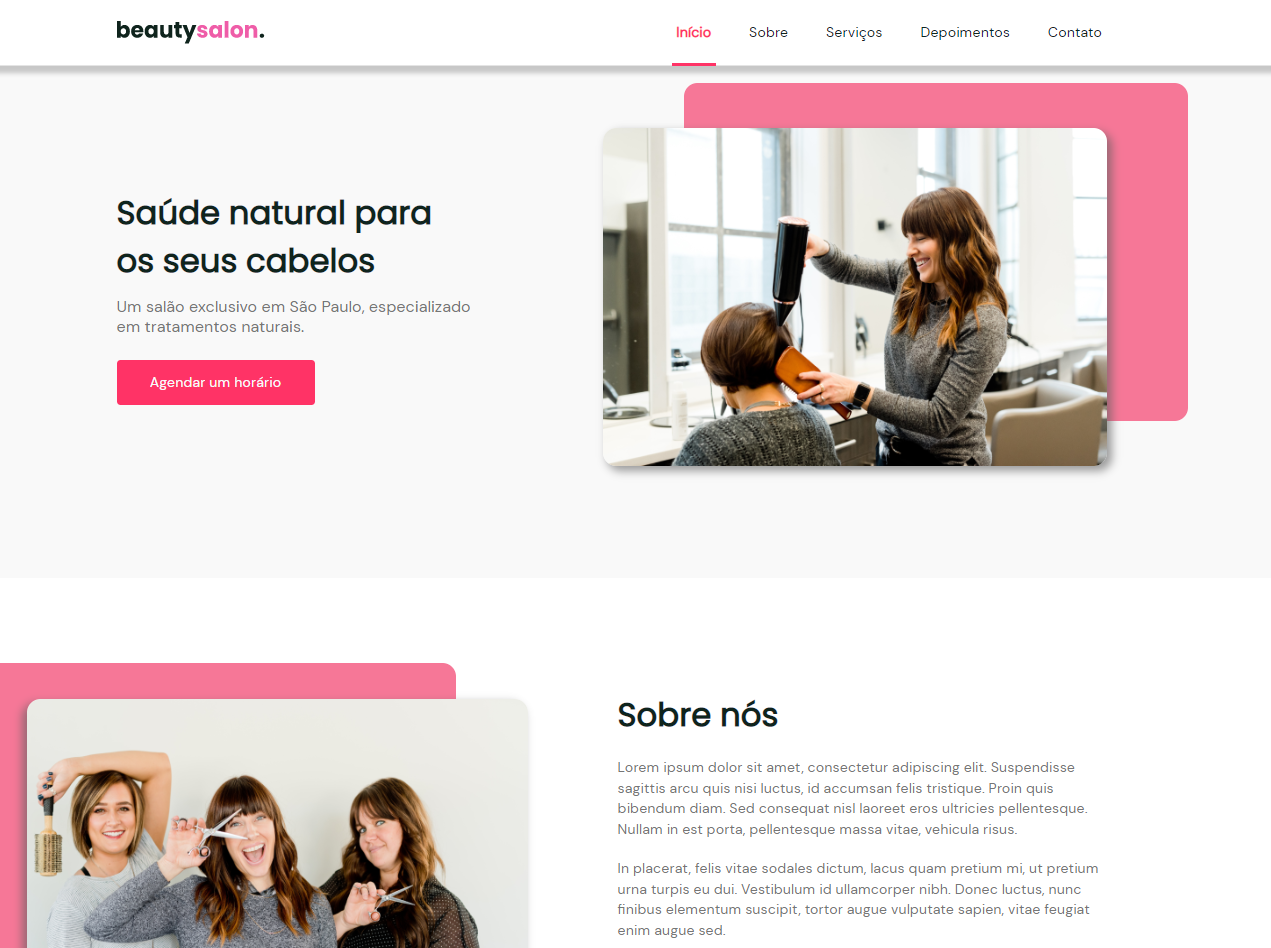 beautysalon.
Início Sobre Serviços Depoimentos Contato
Saúde natural para
os seus cabelos
Um salão exclusivo em São Paulo, especializado
em tratamentos naturais.
Agendar um horário
Sobre nós
Lorem ipsum dolor sit amet, consectetur adipiscing elit. Suspendisse
sagittis arcu quis nisi luctus, id accumsan felis tristique. Proin quis
bibendum diam. Sed consequat nisl laoreet eros ultricies pellentesque.
Nullam in est porta, pellentesque massa vitae, vehicula risus.
In placerat, felis vitae sodales dictum, lacus quam pretium mi, ut pretium
urna turpis eu dui. Vestibulum id ullamcorper nibh. Donec luctus, nunc
finibus elementum suscipit, tortor augue vulputate sapien, vitae feugiat
enim augue sed.